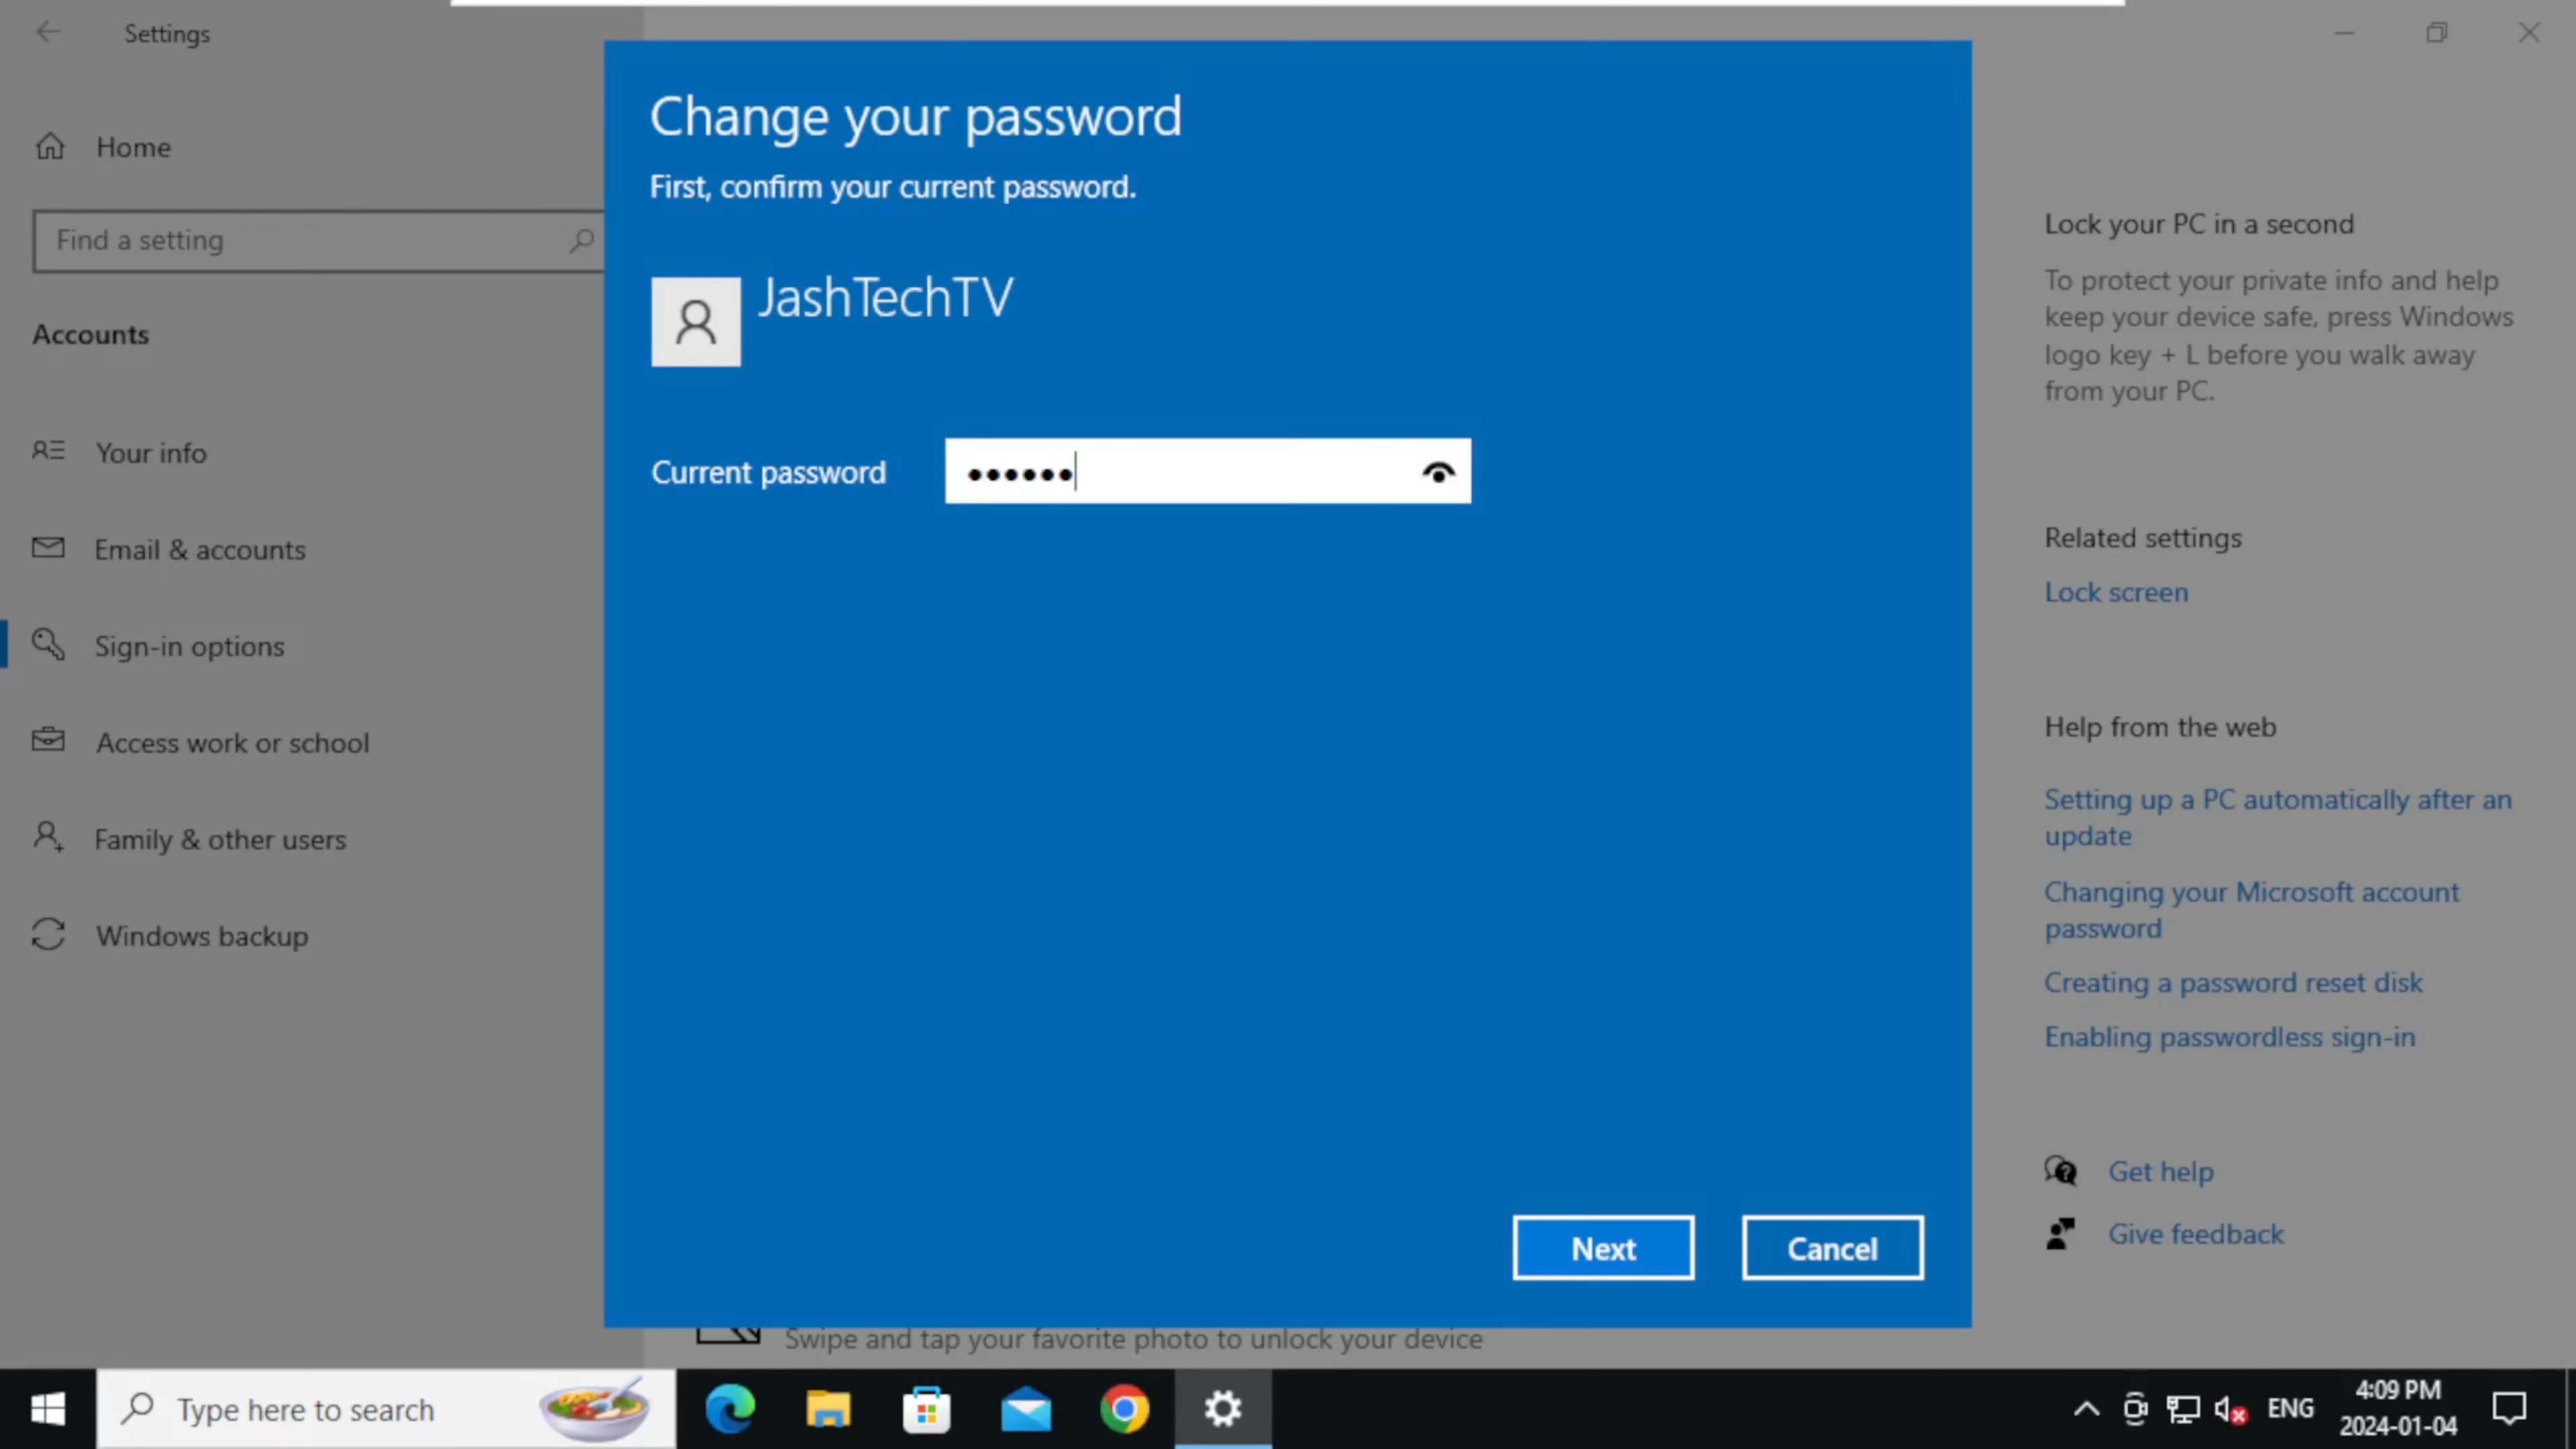 Settings
Home
Find a setting
Accounts
Your info
Email & accounts
Sign-in options
Access work or school
Family & other users
Windows backup
Change your password
First, confirm your current password.
JashTechTV
Current password
Next
Cancel
Swipe and tap your favorite photo to unlock your device
Lock your PC in a second
To protect your private info and help
keep your device safe, press Windows
logo key + L before you walk away
from your PC.
Related settings
Lock screen
Help from the web
Setting up a PC automatically after an
update
Changing your Microsoft account
password
Creating a password reset disk
Enabling passwordless sign-in
Get help
Give feedback
Type here to search
ENG
4:09 PM
2024-01-04